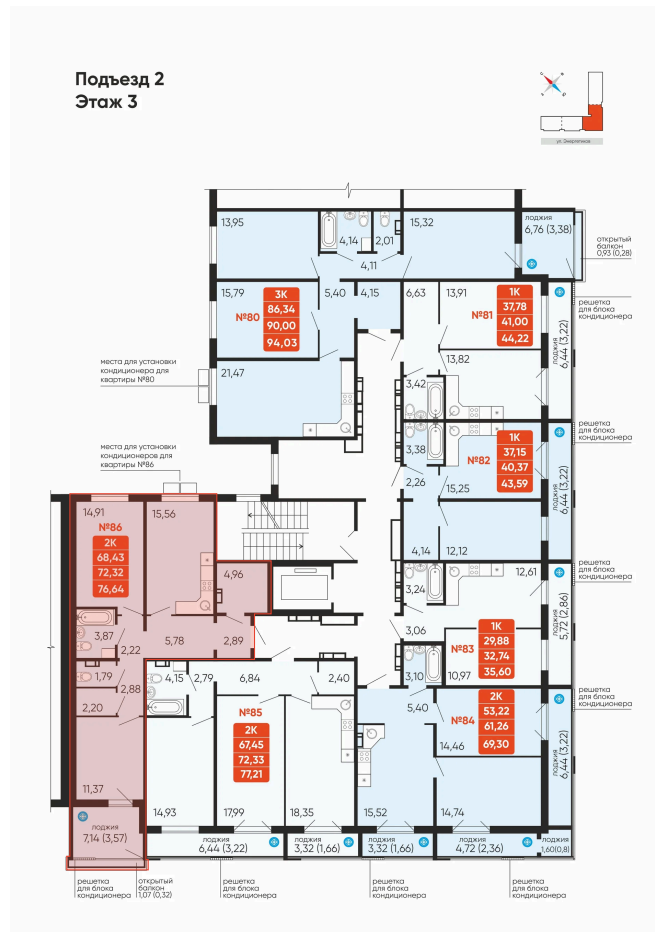 Подъезд 2
Этаж 3
ул. Энергетиков
13,95
4,14
2,01
15,32
лоджия
6,76 (3,38)
4,11
открытый
балкон
0,93 (0,28)
15,79
№80
3К
86,34
90,00
94,03
5,40
4,15
6,63
13,91
№81
1К
37,78
41,00
44,22
лоджия
6,44 (3,22)
решетка
для блока
кондиционера
места для установки
кондиционера для
квартиры №80
21,47
13,82
3,42
решетка
для блока
кондиционера
места для установки
кондиционеров для
квартиры №86
3,38
2,26
15,25
№82
1К
37,15
40,37
43,59
лоджия
6,44 (3,22)
14,91
№86
2К
68,43
72,32
76,64
15,56
4,14
12,12
решетка
для блока
кондиционера
4,96
3,24
12,61
3,87
2,22
5,78
2,89
3,06
№83
1К
29,88
32,74
35,60
10,97
лоджия
5,72 (2,86)
1,79
2,88
2,20
4,15
2,79
6,84
2,40
3,10
5,40
№84
2К
53,22
61,26
69,30
14,46
лоджия
6,44 (3,22)
решетка
для блока
кондиционера
№85
2К
67,45
72,33
77,21
11,37
14,93
17,99
18,35
15,52
14,74
лоджия
7,14 (3,57)
лоджия
6,44 (3,22)
лоджия
3,32 (1,66)
лоджия
3,32 (1,66)
лоджия
4,72 (2,36)
лоджия
1,60(0,8)
решетка
для блока
кондиционера
открытый
балкон
1,07 (0,32)
решетка
для блока
кондиционера
решетка
для блока
кондиционера
решетка
для блока
кондиционера